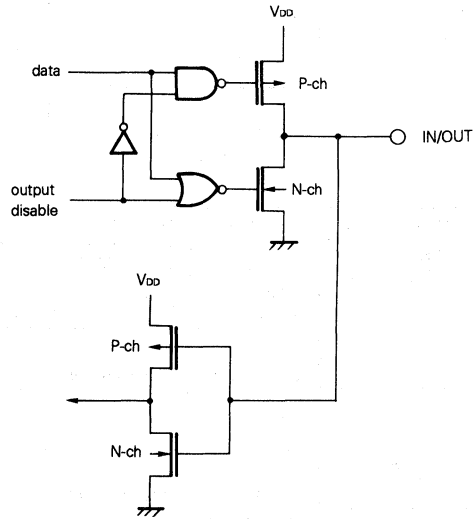 VDD
data
P-ch
IN/OUT
output
disable
N-ch
VDD
P-ch
N-ch